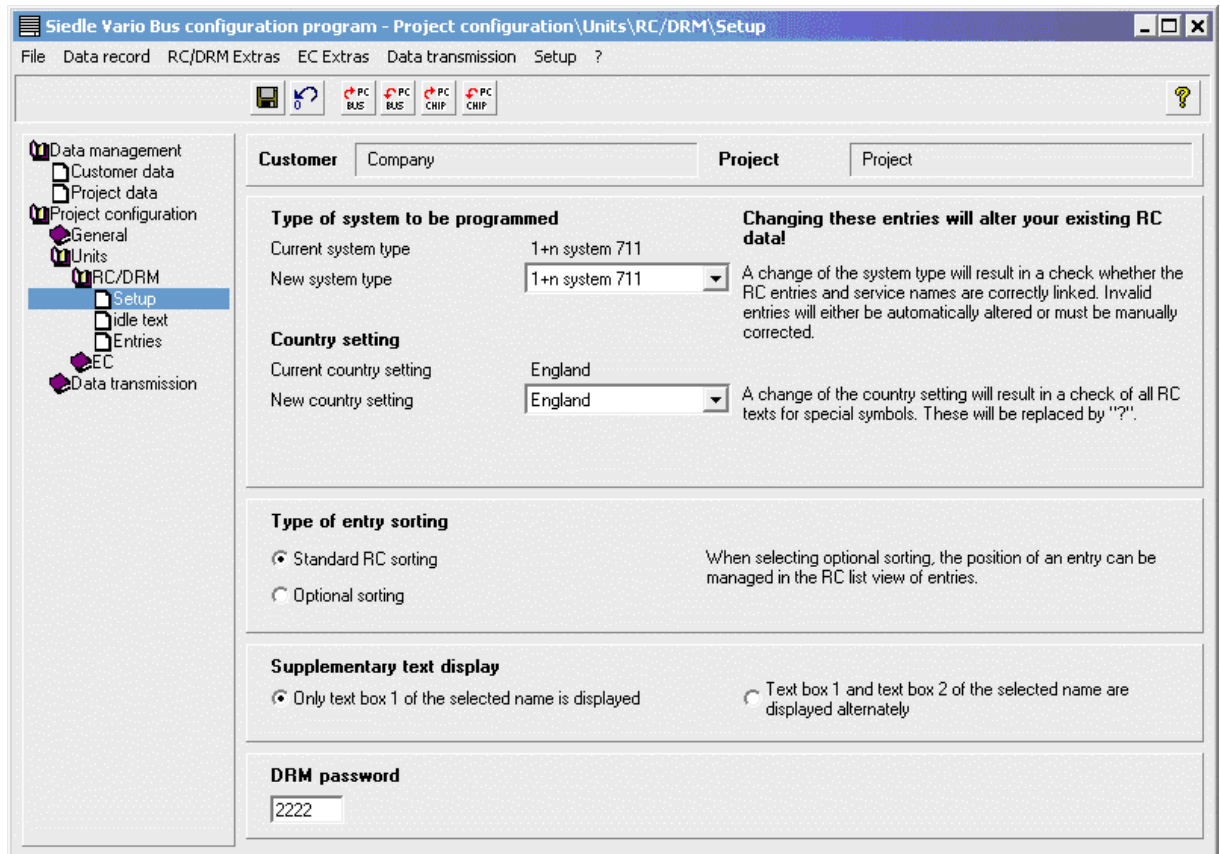 Siedle Vario Bus configuration program - Project configuration\Units\RC/DRM\Setup
File Data record RC/DRM Extras EC Extras Data transmission Setup ?
0 PC BUS PC BUS PC CHIP PC CHIP ?
Data management
Customer data
Project data
Project configuration
General
Units
RC/DRM
Setup
idle text
Entries
EC
Data transmission
Customer Company Project Project
Type of system to be programmed
Current system type 1+n system 711
New system type 1+n system 711
Changing these entries will alter your existing RC
data!
A change of the system type will result in a check whether the
RC entries and service names are correctly linked. Invalid
entries will either be automatically altered or must be manually
corrected.
Country setting
Current country setting England
New country setting England
A change of the country setting will result in a check of all RC
texts for special symbols. These will be replaced by "?".
Type of entry sorting
Standard RC sorting
Optional sorting
When selecting optional sorting, the position of an entry can be
managed in the RC list view of entries.
Supplementary text display
Only text box 1 of the selected name is displayed
Text box 1 and text box 2 of the selected name are
displayed alternately
DRM password
2222